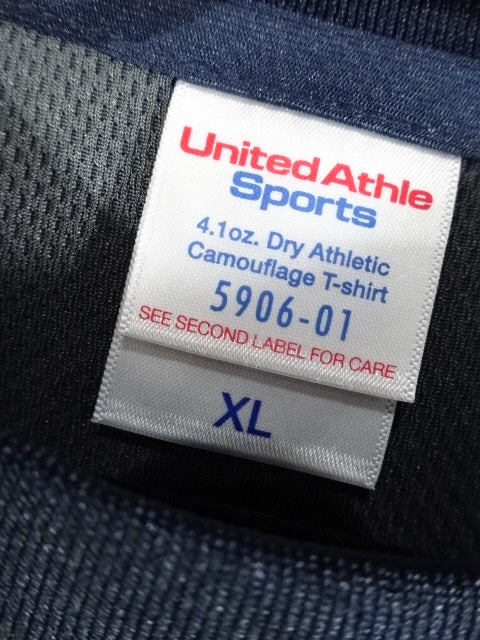 United Athle
Sports
4.1oz. Dry Athletic
Camouflage T-shirt
5906-01
SEE SECOND LABEL FOR CARE
XL